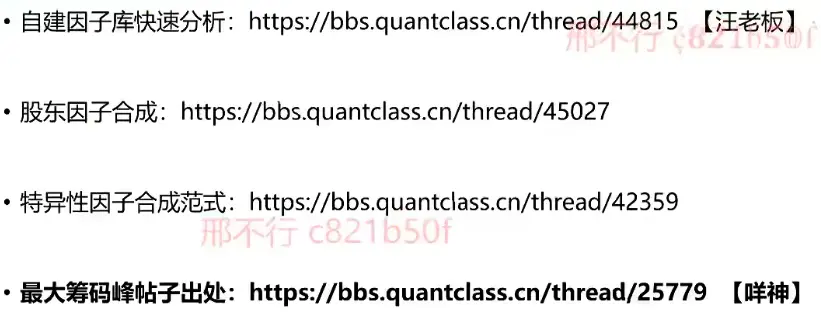 • 自建因子库快速分析：https://bbs.quantclass.cn/thread/44815 【汪老板】
邢不行 c821b50f
• 股东因子合成：https://bbs.quantclass.cn/thread/45027
• 特异性因子合成范式：https://bbs.quantclass.cn/thread/42359
邢不行 c821b50f
• 最大筹码峰帖子出处：https://bbs.quantclass.cn/thread/25779 【咩神】